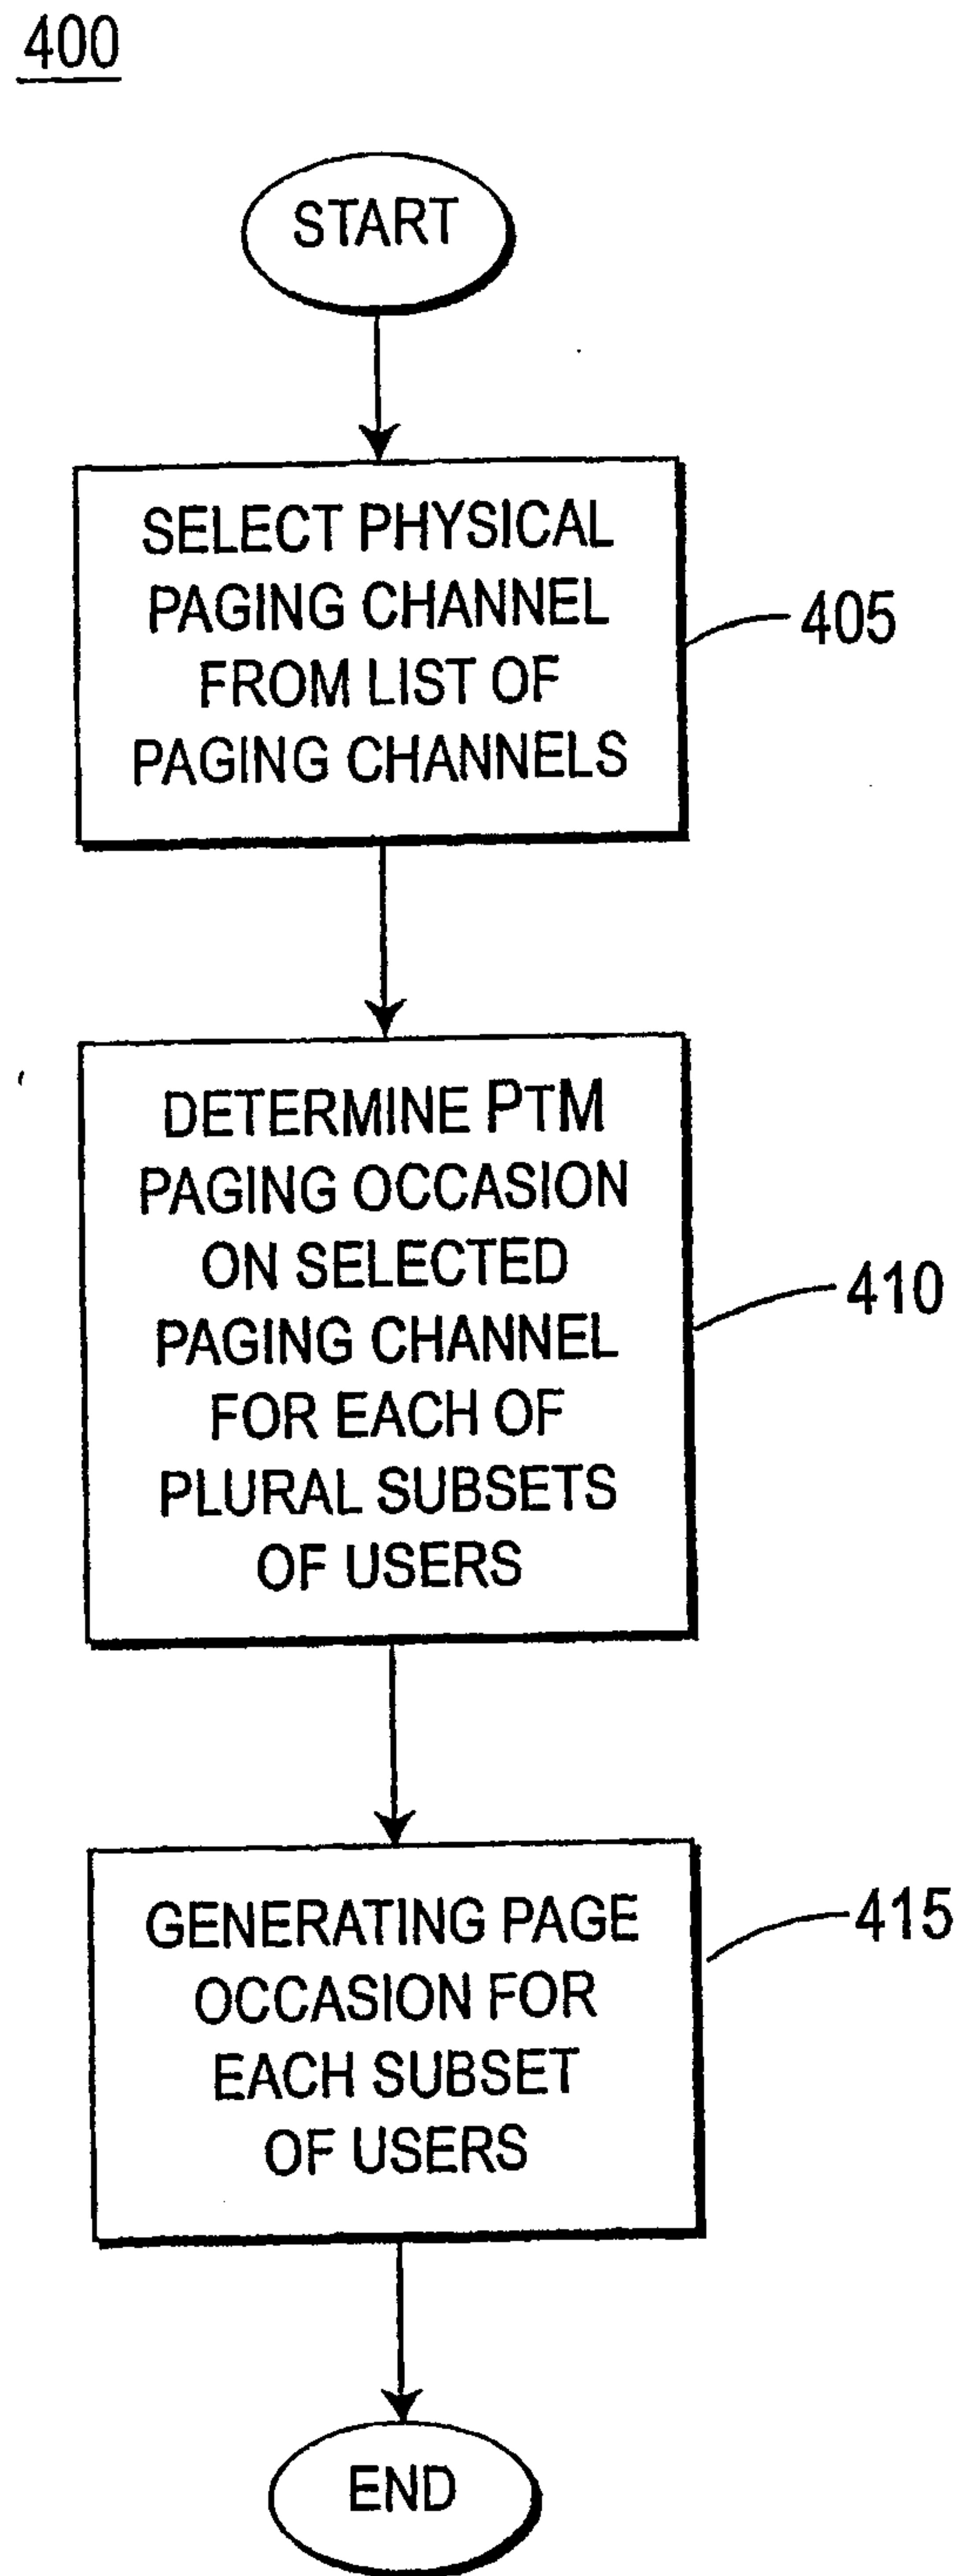 400
START
SELECT PHYSICAL
PAGING CHANNEL
FROM LIST OF
PAGING CHANNELS
405
DETERMINE PTM
PAGING OCCASION
ON SELECTED
PAGING CHANNEL
FOR EACH OF
PLURAL SUBSETS
OF USERS
410
GENERATING PAGE
OCCASION FOR
EACH SUBSET
OF USERS
415
END